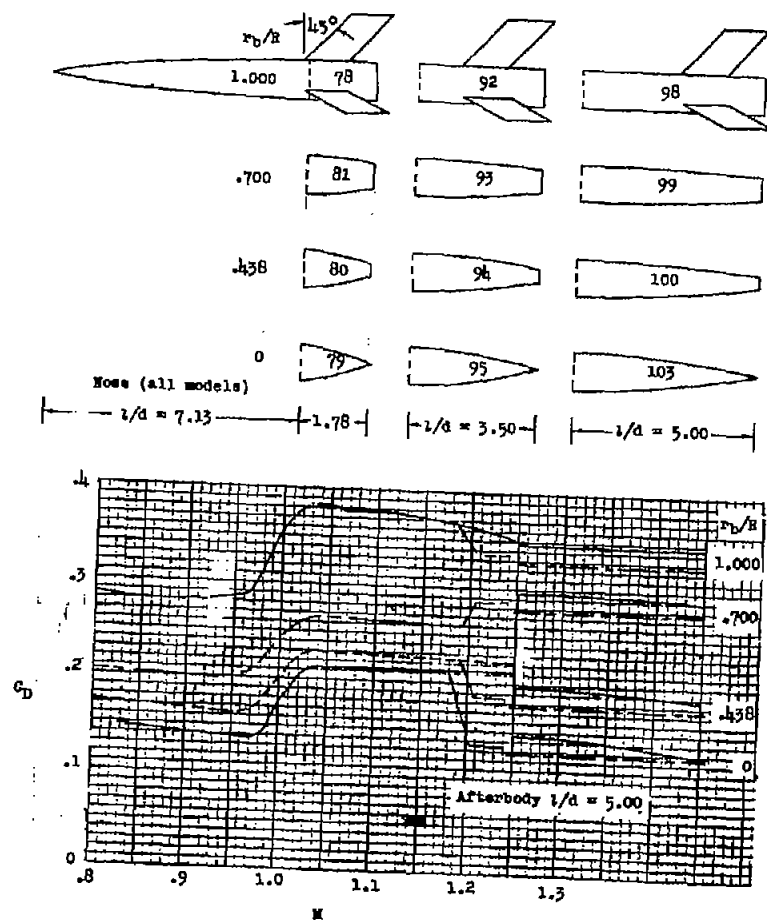 r_b/R 45°
1.000 78 92 98
.700 81 93 99
.438 80 94 100
0 79 95 103
Nose (all models)
l/d = 7.13 1.78 l/d = 3.50 l/d = 5.00
.4
r_b/R
1.000
.3
.700
.2
C_D
.438
0
.1
Afterbody l/d = 5.00
0
.8 .9 1.0 1.1 1.2 1.3
M